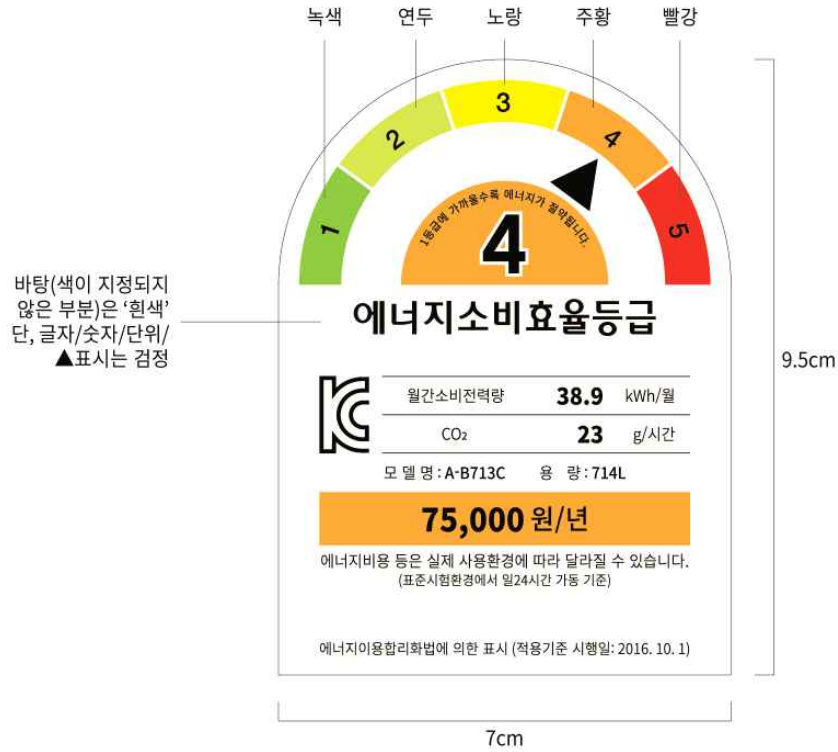 녹색 연두 노랑 주황 빨강
1 2 3 4 5
1등급에 가까울수록 에너지가 절약됩니다.
4
에너지소비효율등급
바탕(색이 지정되지
않은 부분)은 ‘흰색’
단, 글자/숫자/단위/
▲표시는 검정
9.5cm
월간소비전력량 38.9 kWh/월
CO₂ 23 g/시간
모 델 명 : A-B713C 용 량 : 714L
75,000 원/년
에너지비용 등은 실제 사용환경에 따라 달라질 수 있습니다.
(표준시험환경에서 일24시간 가동 기준)
에너지이용합리화법에 의한 표시 (적용기준 시행일: 2016. 10. 1)
7cm